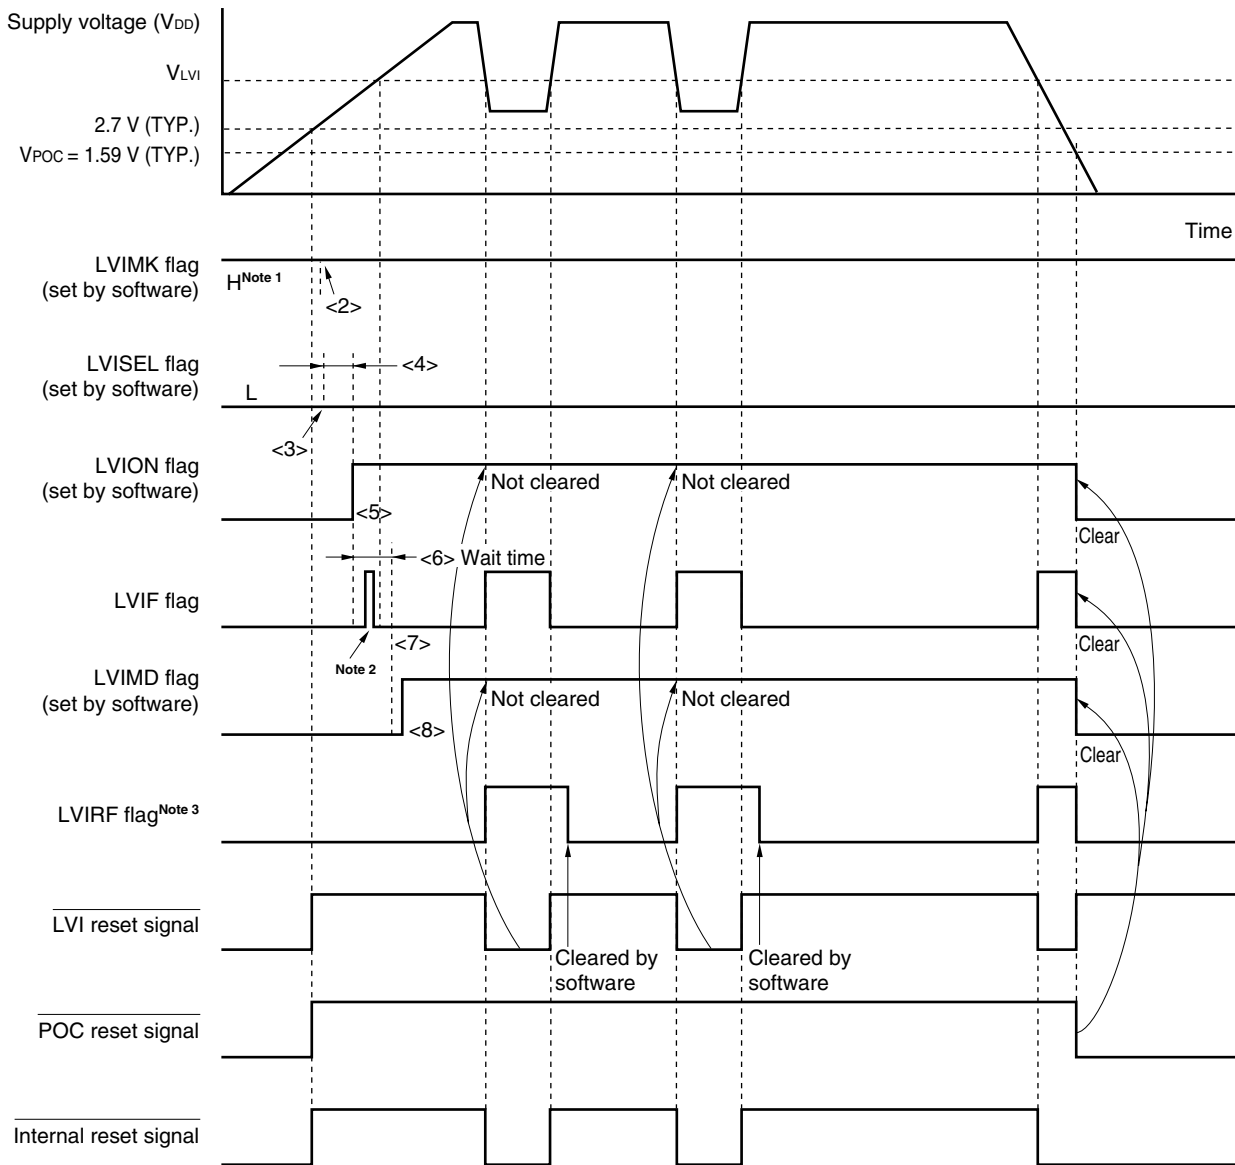 Supply voltage (VDD)
VLVI
2.7 V (TYP.)
VPOC = 1.59 V (TYP.)
Time
LVIMK flag
(set by software)
HNote 1
<2>
LVISEL flag
(set by software)
<4>
L
<3>
LVION flag
(set by software)
Not cleared
Not cleared
<5>
Clear
<6> Wait time
LVIF flag
Note 2
<7>
Clear
LVIMD flag
(set by software)
Not cleared
Not cleared
<8>
Clear
LVIRF flagNote 3
LVI reset signal
Cleared by
software
Cleared by
software
POC reset signal
Internal reset signal